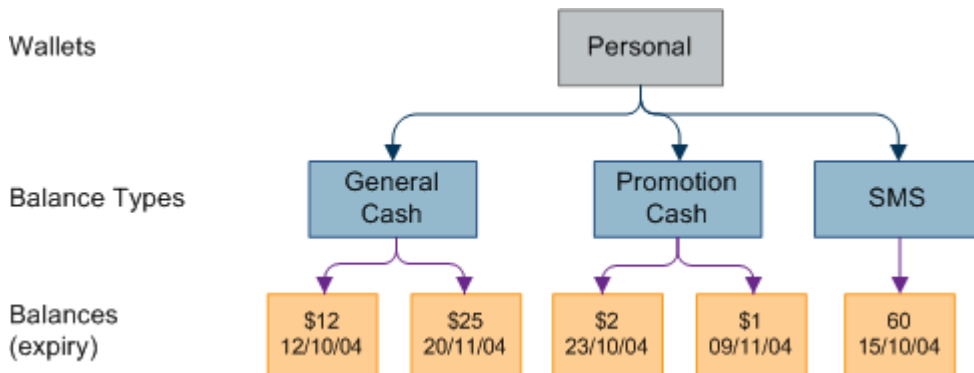 Wallets
Personal
Balance Types
General
Cash
Promotion
Cash
SMS
Balances
(expiry)
$12
12/10/04
$25
20/11/04
$2
23/10/04
$1
09/11/04
60
15/10/04